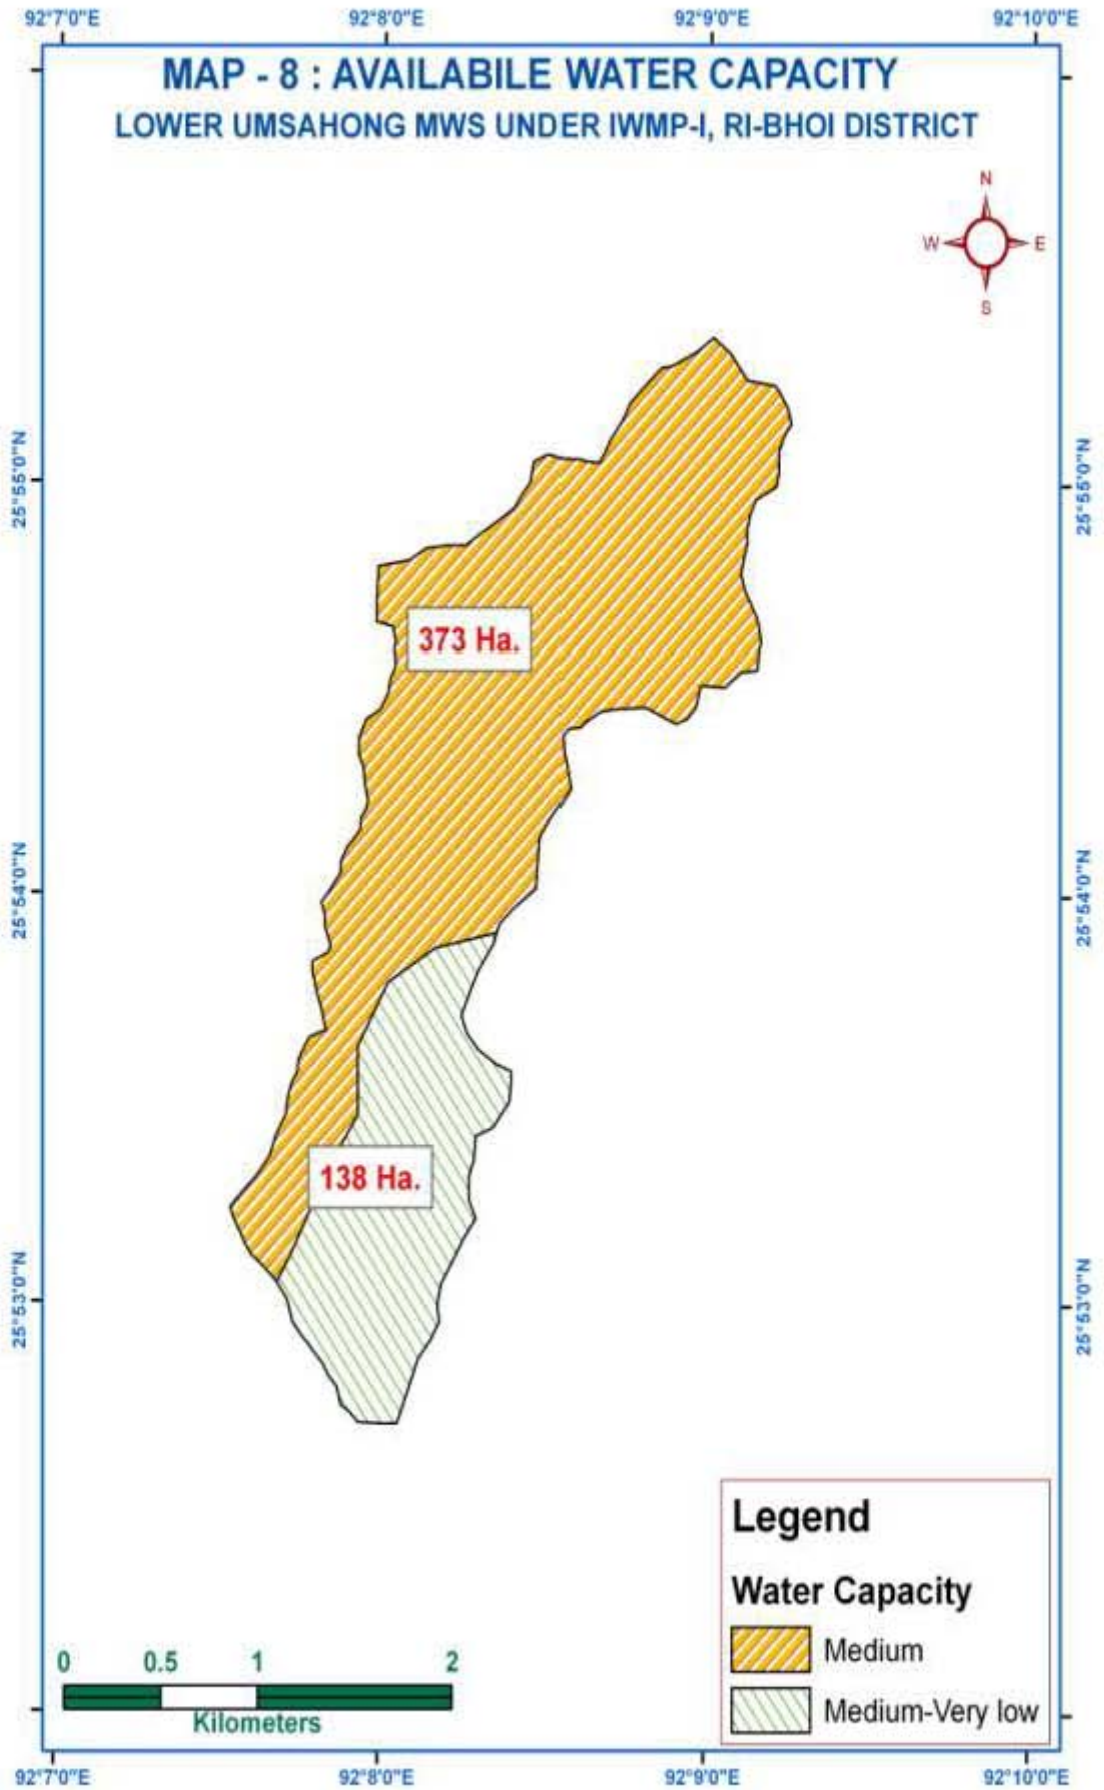 92°7'0"E 92°8'0"E 92°9'0"E 92°10'0"E
MAP - 8 : AVAILABILE WATER CAPACITY
LOWER UMSAHONG MWS UNDER IWMP-I, RI-BHOI DISTRICT
N
W E
S
25°55'0"N 25°55'0"N
373 Ha.
25°54'0"N 25°54'0"N
138 Ha.
25°53'0"N 25°53'0"N
Legend
Water Capacity
Medium
Medium-Very low
0 0.5 1 2
Kilometers
92°7'0"E 92°8'0"E 92°9'0"E 92°10'0"E